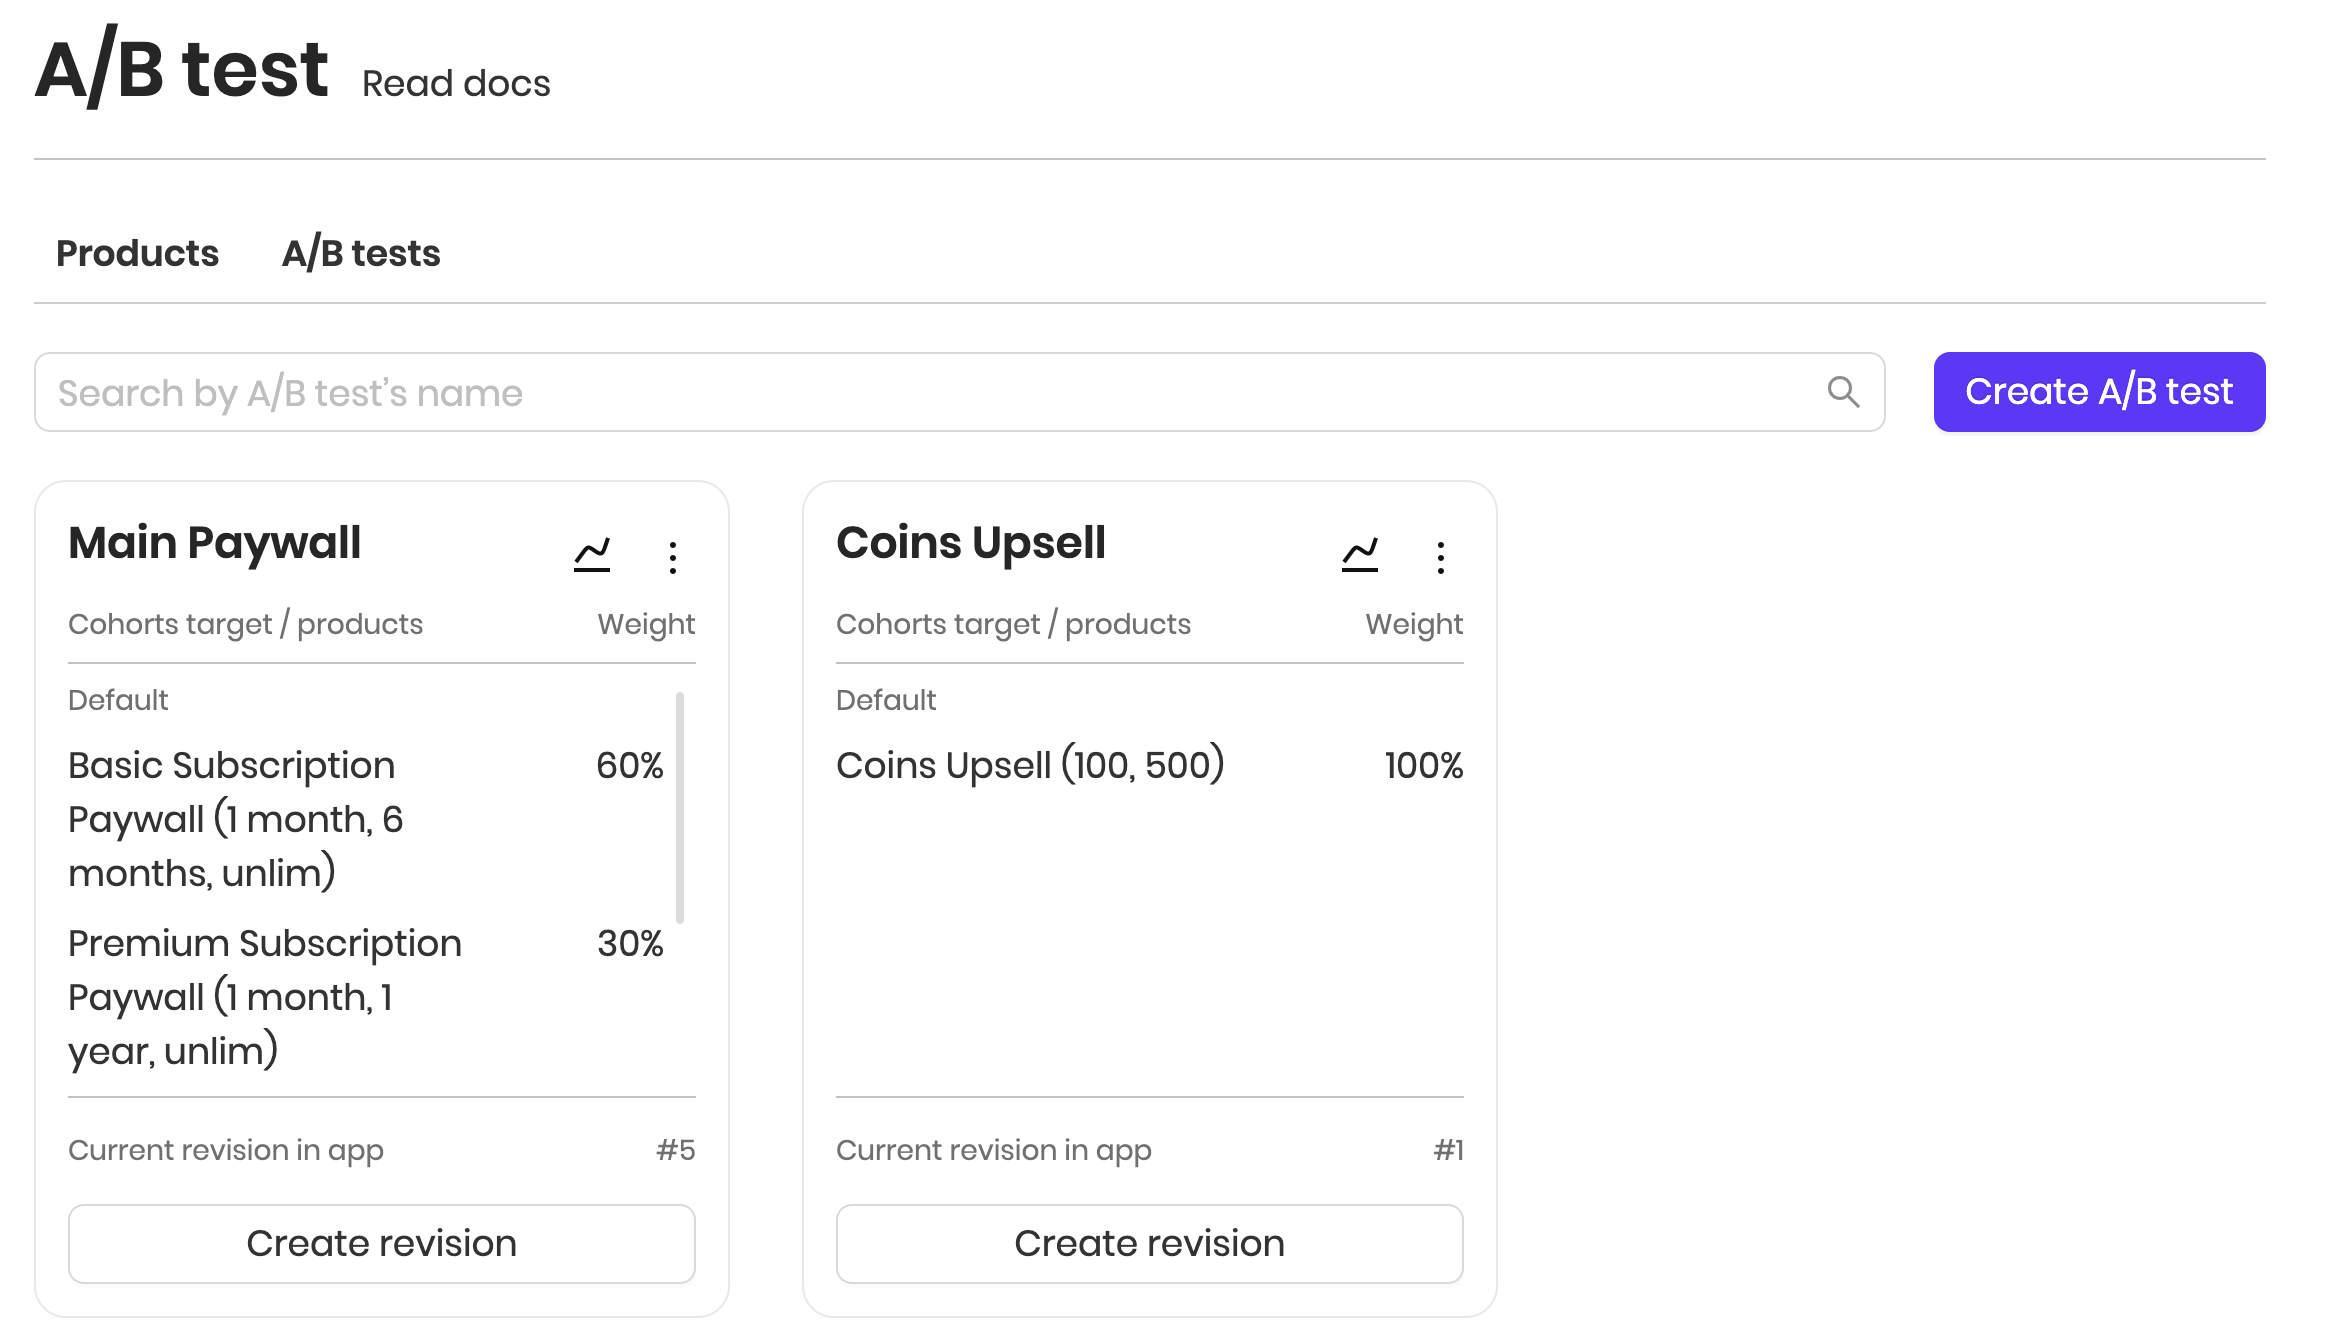 A/B test Read docs
Products A/B tests
Search by A/B test's name
Create A/B test
Main Paywall
Cohorts target / products Weight
Default
Basic Subscription 60%
Paywall (1 month, 6
months, unlim)
Premium Subscription 30%
Paywall (1 month, 1
year, unlim)
Current revision in app #5
Create revision
Coins Upsell
Cohorts target / products Weight
Default
Coins Upsell (100, 500) 100%
Current revision in app #1
Create revision